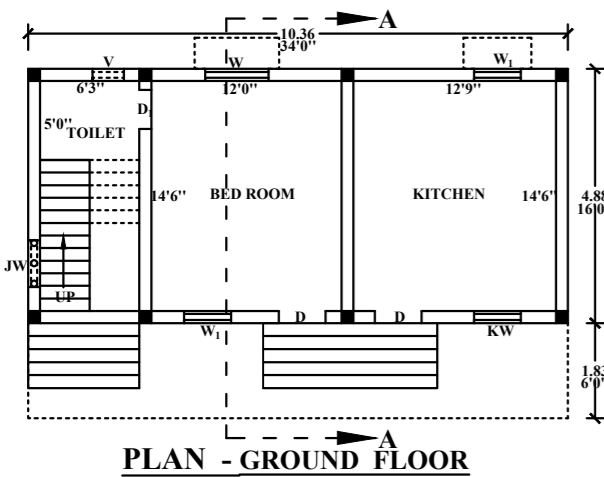 A
10.36
34'0"
V
W
W1
6'3"
12'0"
12'9"
D1
5'0"
TOILET
14'6"
BED ROOM
KITCHEN
14'6"
4.88
16'0"
JW
UP
W1
D
D
KW
1.83
6'0"
A
PLAN - GROUND FLOOR